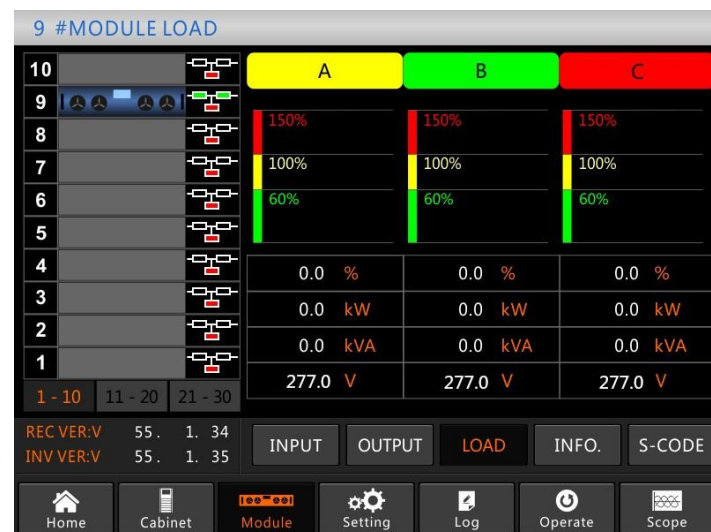 9 #MODULE LOAD
10
9
8
7
6
5
4
3
2
1
1 - 10 11 - 20 21 - 30
REC VER:V 55. 1. 34
INV VER:V 55. 1. 35
A B C
150% 150% 150%
100% 100% 100%
60% 60% 60%
0.0 % 0.0 % 0.0 %
0.0 kW 0.0 kW 0.0 kW
0.0 kVA 0.0 kVA 0.0 kVA
277.0 V 277.0 V 277.0 V
INPUT OUTPUT LOAD INFO. S-CODE
Home Cabinet Module Setting Log Operate Scope